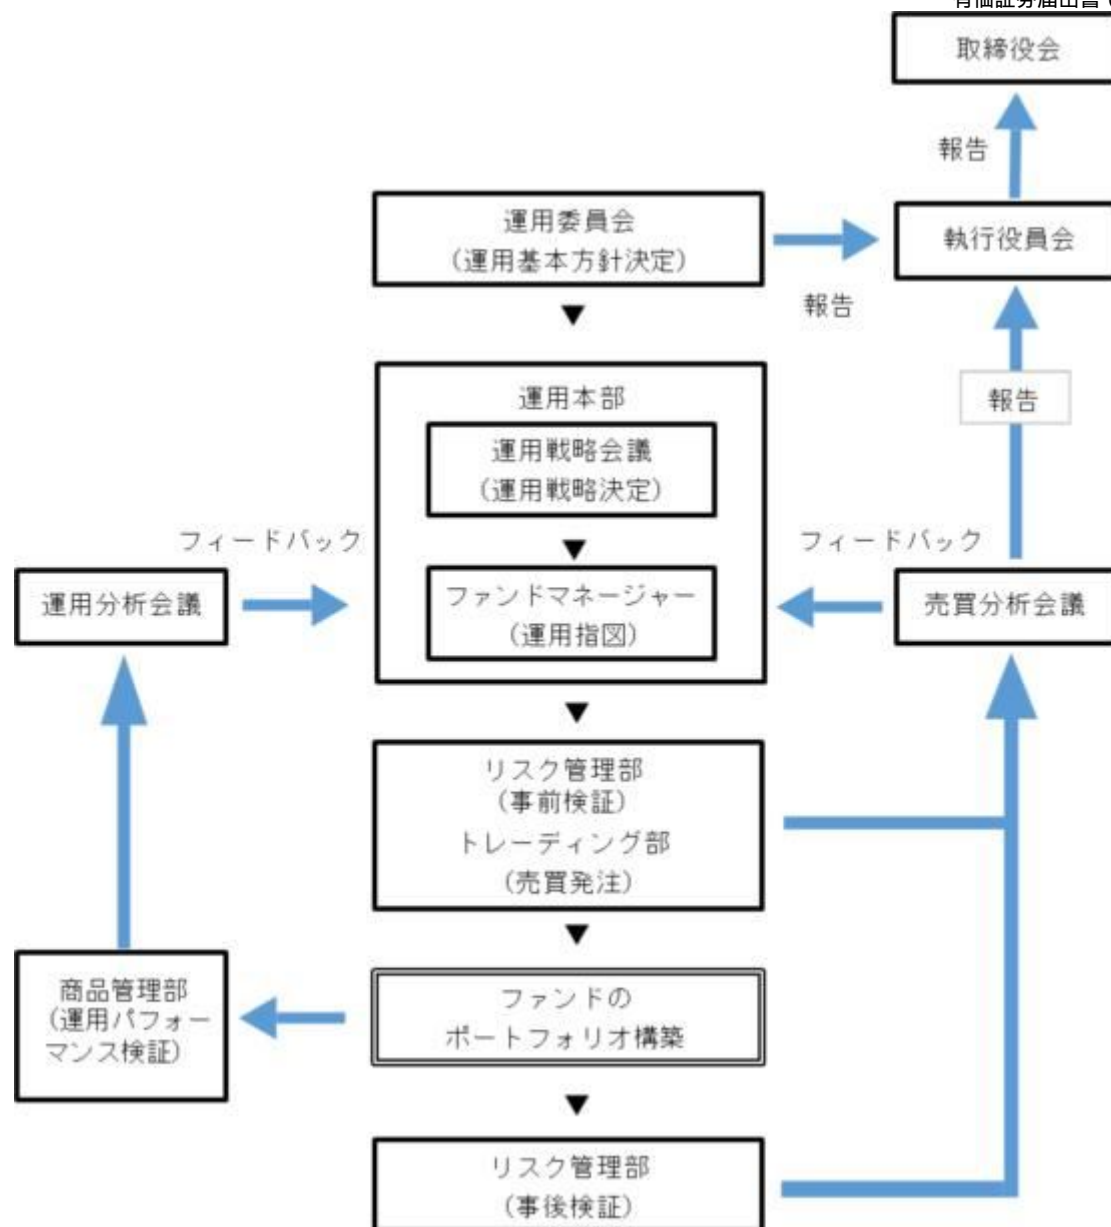 有価証券届出書
取締役会
報告
運用委員会
(運用基本方針決定)
執行役員会
報告
運用本部
報告
運用戦略会議
(運用戦略決定)
フィードバック
フィードバック
運用分析会議
ファンドマネージャー
(運用指図)
売買分析会議
リスク管理部
(事前検証)
トレーディング部
(売買発注)
商品管理部
(運用パフォー
マンス検証)
ファンドの
ポートフォリオ構築
リスク管理部
(事後検証)